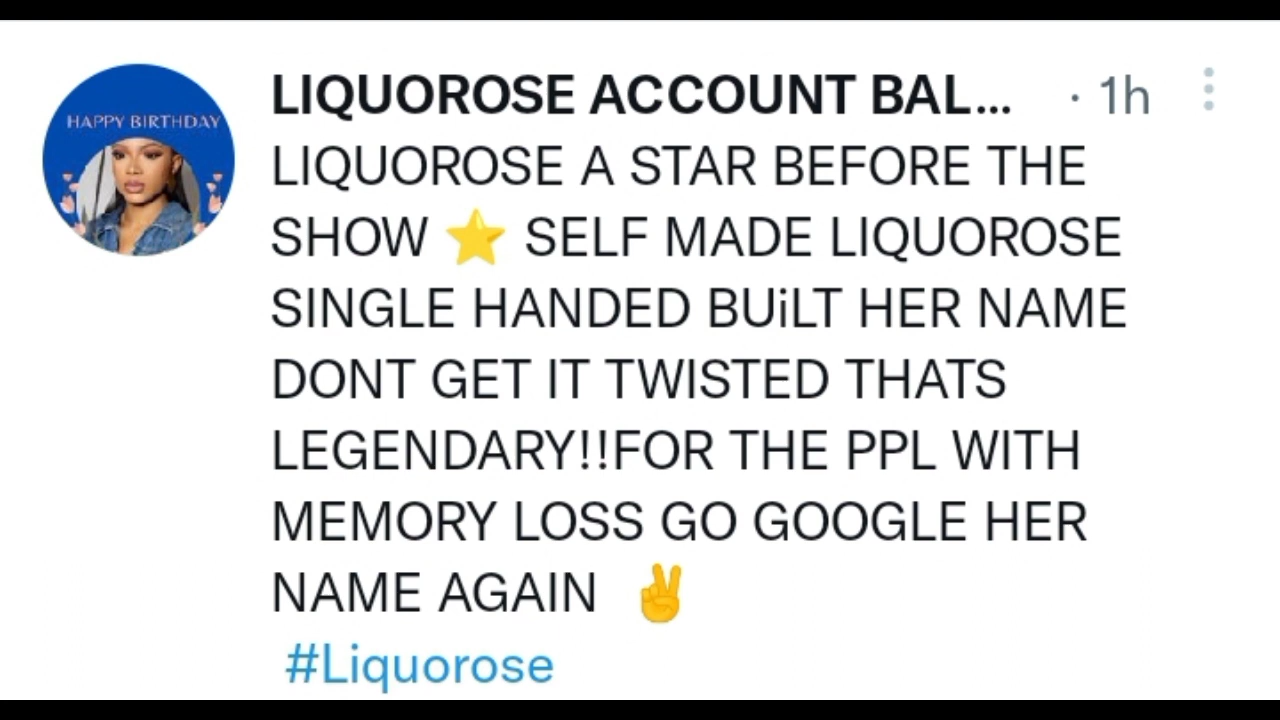 HAPPY BIRTHDAY
LIQUOROSE ACCOUNT BAL... · 1h
LIQUOROSE A STAR BEFORE THE
SHOW ⭐ SELF MADE LIQUOROSE
SINGLE HANDED BUiLT HER NAME
DONT GET IT TWISTED THATS
LEGENDARY!!FOR THE PPL WITH
MEMORY LOSS GO GOOGLE HER
NAME AGAIN ✌️
#Liquorose